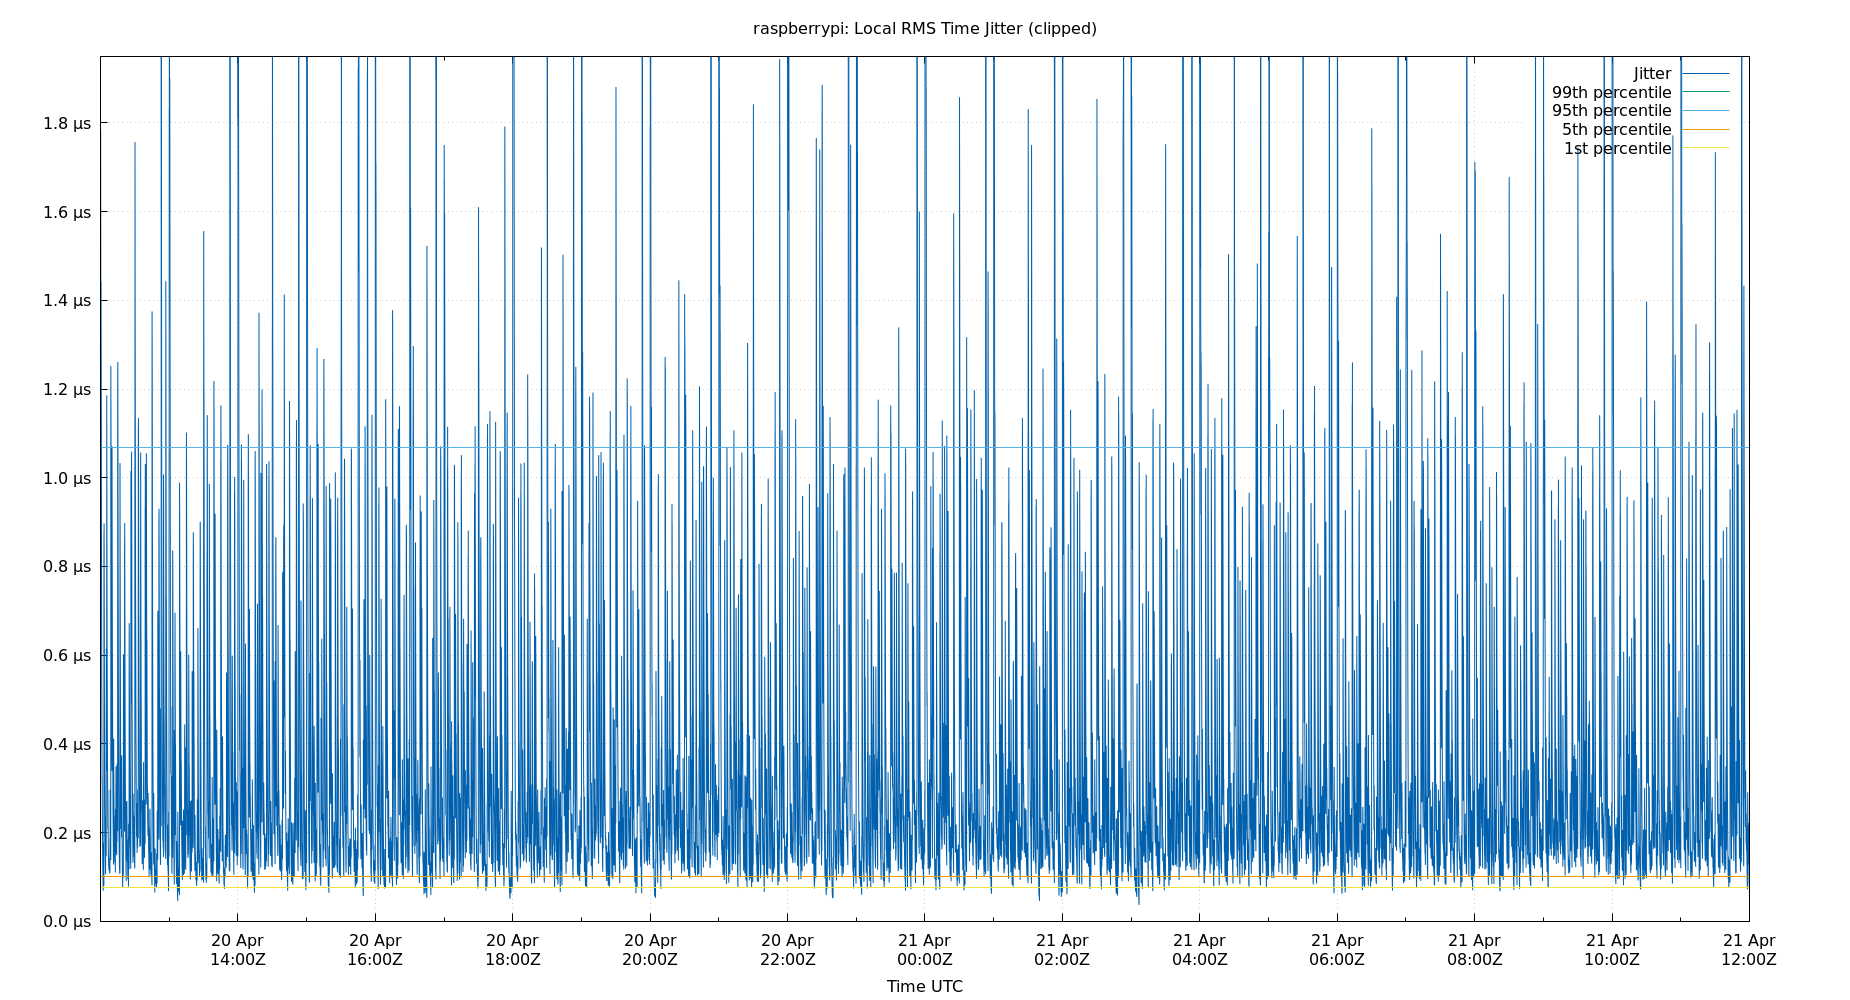 raspberrypi: Local RMS Time Jitter (clipped)
Jitter
99th percentile
95th percentile
5th percentile
1st percentile
1.8 µs
1.6 µs
1.4 µs
1.2 µs
1.0 µs
0.8 µs
0.6 µs
0.4 µs
0.2 µs
0.0 µs
20 Apr 20 Apr 20 Apr 20 Apr 20 Apr 21 Apr 21 Apr 21 Apr 21 Apr 21 Apr 21 Apr 21 Apr
14:00Z 16:00Z 18:00Z 20:00Z 22:00Z 00:00Z 02:00Z 04:00Z 06:00Z 08:00Z 10:00Z 12:00Z
Time UTC